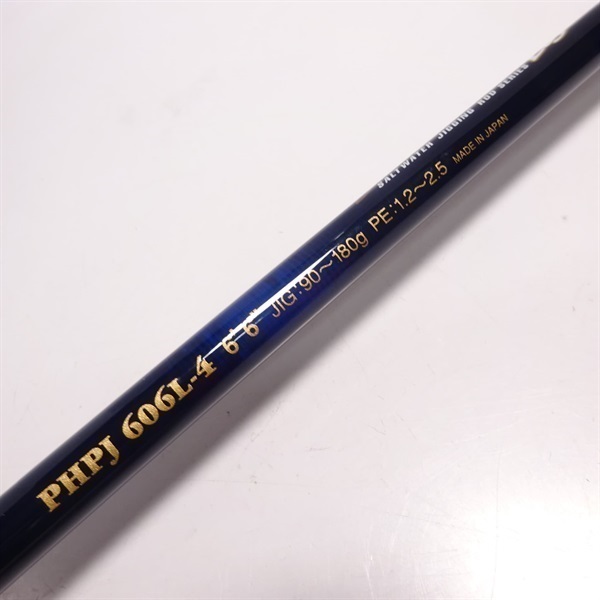 PHPJ 606L-4 6'6" JIG:90~180g PE:1.2~2.5 MADE IN JAPAN
SALTWATER JIGGING ROD SERIES